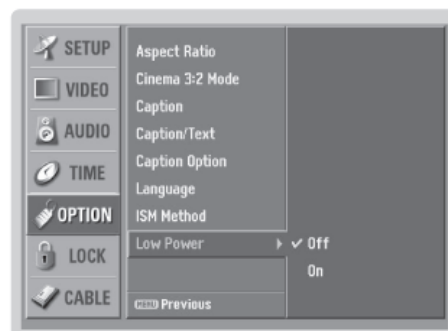 SETUP
VIDEO
AUDIO
TIME
OPTION
LOCK
CABLE
Aspect Ratio
Cinema 3:2 Mode
Caption
Caption/Text
Caption Option
Language
ISM Method
Low Power
Off
On
MENU Previous